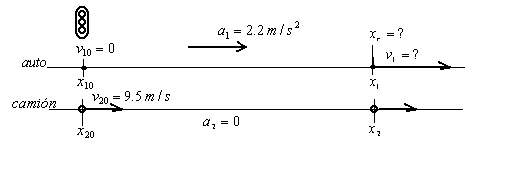 a₁ = 2.2 m / s²
xₑ = ?
v₁₀ = 0
v₁ = ?
auto
x₁₀
x₁
camión
v₂₀ = 9.5 m / s
a₂ = 0
x₂₀
x₂